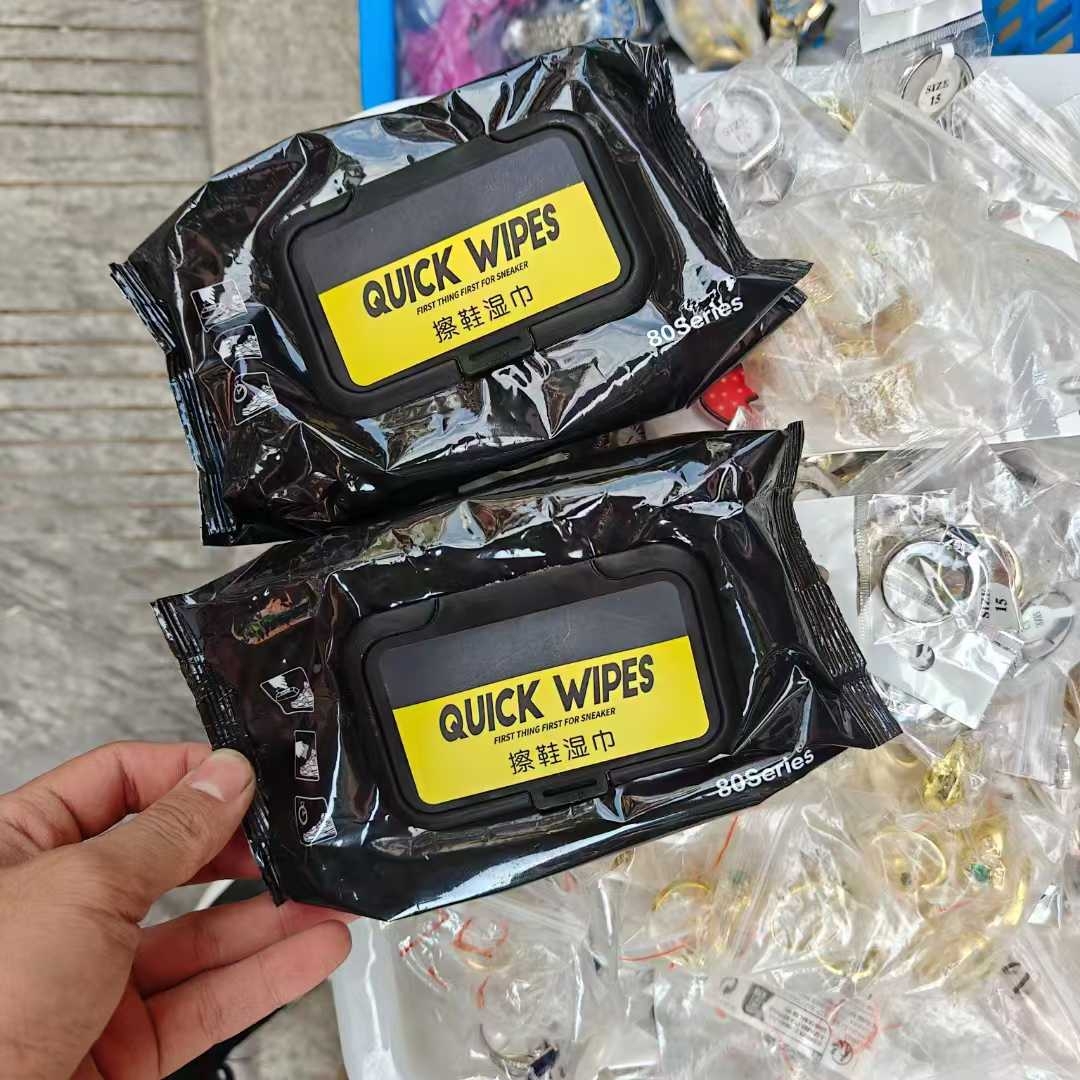 SIZE
15
SIZE
QUICK WIPES
FIRST THING FIRST FOR SNEAKER
擦鞋湿巾
80Series
QUICK WIPES
FIRST THING FIRST FOR SNEAKER
擦鞋湿巾
80Series
SIZE
15